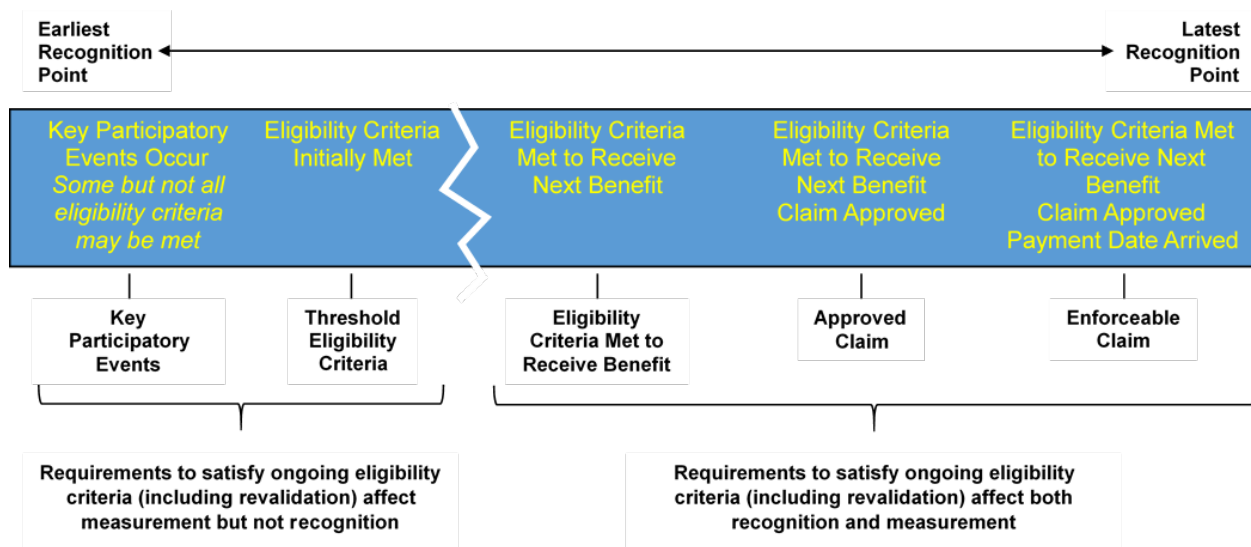 Earliest
Recognition
Point
Latest
Recognition
Point
Key Participatory
Events Occur
Some but not all
eligibility criteria
may be met
Eligibility Criteria
Initially Met
Eligibility Criteria
Met to Receive
Next Benefit
Eligibility Criteria
Met to Receive
Next Benefit
Claim Approved
Eligibility Criteria Met
to Receive Next
Benefit
Claim Approved
Payment Date Arrived
Key
Participatory
Events
Threshold
Eligibility
Criteria
Eligibility
Criteria Met to
Receive Benefit
Approved
Claim
Enforceable
Claim
Requirements to satisfy ongoing eligibility
criteria (including revalidation) affect
measurement but not recognition
Requirements to satisfy ongoing eligibility
criteria (including revalidation) affect both
recognition and measurement